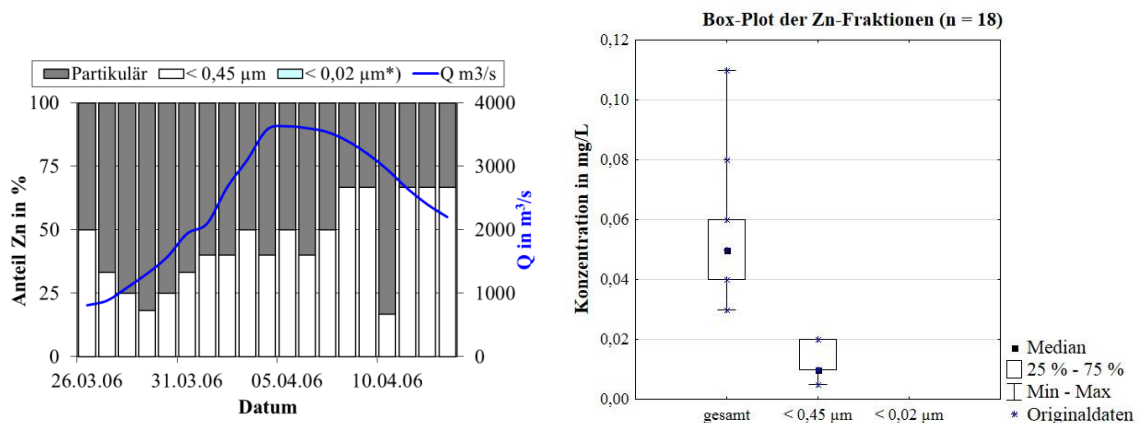 Partikulär < 0,45 µm < 0,02 µm*) Q m3/s
Anteil Zn in %
100
75
50
25
0
4000
3000
2000
1000
0
Q in m³/s
26.03.06 31.03.06 05.04.06 10.04.06
Datum
Box-Plot der Zn-Fraktionen (n = 18)
Konzentration in mg/L
0,12
0,10
0,08
0,06
0,04
0,02
0,00
gesamt < 0,45 µm < 0,02 µm
Median
25 % - 75 %
Min - Max
Originaldaten